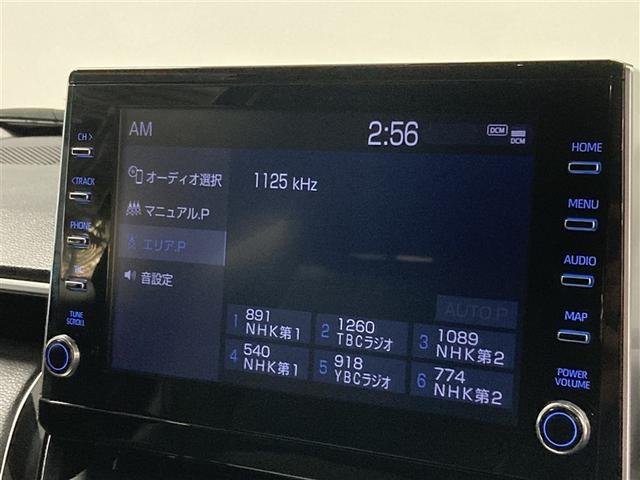 AM
2:56
DCM
DCM
オーディオ選択
1125 kHz
マニュアル.P
エリア.P
音設定
AUTO.P
1 891 NHK第1
2 1260 TBCラジオ
3 1089 NHK第2
4 540 NHK第1
5 918 YBCラジオ
6 774 NHK第2
CH >
< TRACK
PHONE
TUNE
SCROLL
HOME
MENU
AUDIO
MAP
POWER
VOLUME